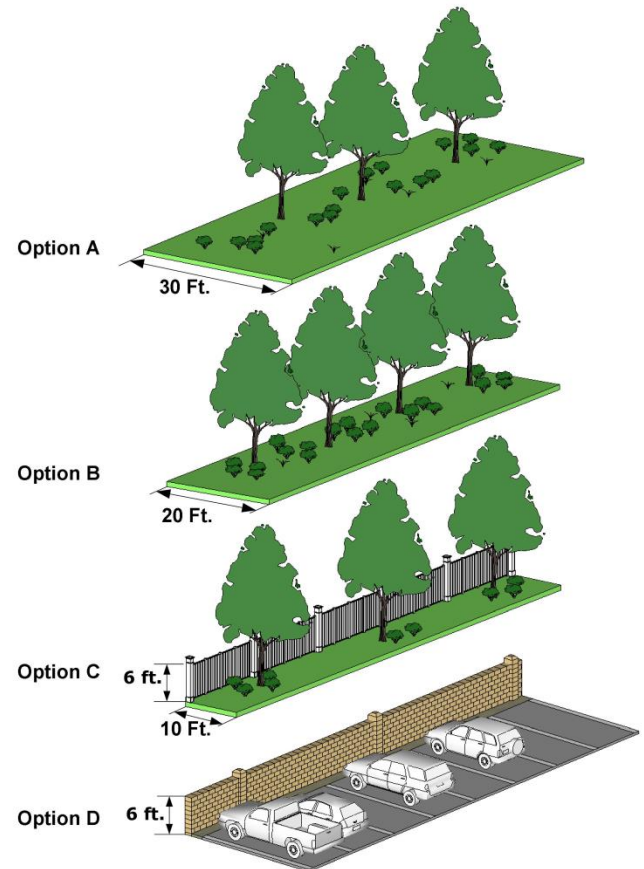 Option A
30 Ft.
Option B
20 Ft.
Option C
6 ft.
10 Ft.
Option D
6 ft.